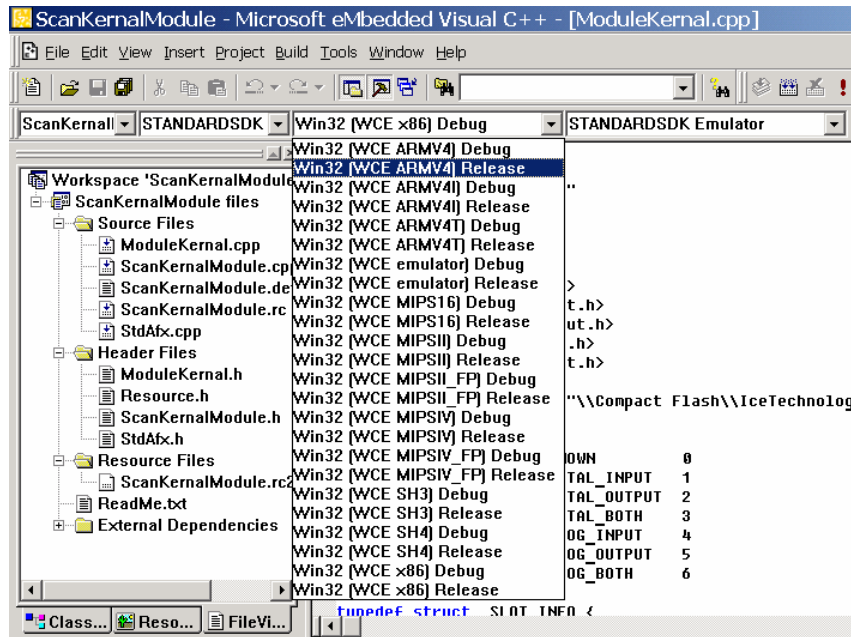 ScanKernalModule - Microsoft eMbedded Visual C++ - [ModuleKernal.cpp]
File Edit View Insert Project Build Tools Window Help
ScanKernall STANDARDSDK Win32 (WCE x86) Debug STANDARDSDK Emulator
Workspace 'ScanKernalModule
ScanKernalModule files
Source Files
ModuleKernal.cpp
ScanKernalModule.cp
ScanKernalModule.de
ScanKernalModule.rc
StdAfx.cpp
Header Files
ModuleKernal.h
Resource.h
ScanKernalModule.h
StdAfx.h
Resource Files
ScanKernalModule.rc2
ReadMe.txt
External Dependencies
Class... Reso... FileVi...
Win32 (WCE ARMV4) Debug
Win32 (WCE ARMV4) Release
Win32 (WCE ARMV4I) Debug
Win32 (WCE ARMV4I) Release
Win32 (WCE ARMV4T) Debug
Win32 (WCE ARMV4T) Release
Win32 (WCE emulator) Debug
Win32 (WCE emulator) Release
Win32 (WCE MIPS16) Debug
Win32 (WCE MIPS16) Release
Win32 (WCE MIPSII) Debug
Win32 (WCE MIPSII) Release
Win32 (WCE MIPSII_FP) Debug
Win32 (WCE MIPSII_FP) Release
Win32 (WCE MIPSIV) Debug
Win32 (WCE MIPSIV) Release
Win32 (WCE MIPSIV_FP) Debug
Win32 (WCE MIPSIV_FP) Release
Win32 (WCE SH3) Debug
Win32 (WCE SH3) Release
Win32 (WCE SH4) Debug
Win32 (WCE SH4) Release
Win32 (WCE x86) Debug
Win32 (WCE x86) Release
"
>
t.h>
ut.h>
.h>
t.h>
"\\Compact Flash\\IceTechnolog
OWN 0
TAL_INPUT 1
TAL_OUTPUT 2
TAL_BOTH 3
OG_INPUT 4
OG_OUTPUT 5
OG_BOTH 6
typedef struct _SLOT_INFO {